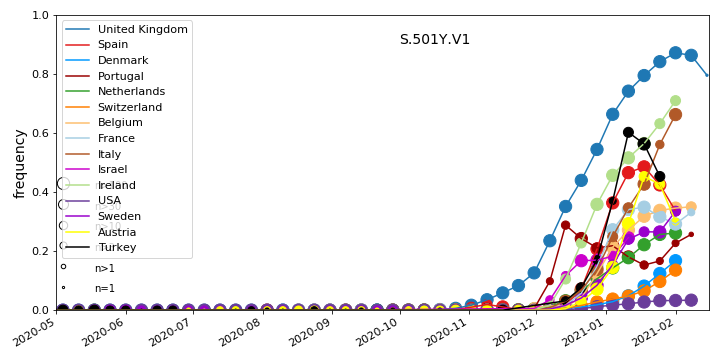 S.501Y.V1
frequency
1.0
0.8
0.6
0.4
0.2
0.0
United Kingdom
Spain
Denmark
Portugal
Netherlands
Switzerland
Belgium
France
Italy
Israel
Ireland
USA
Sweden
Austria
Turkey
n>1
n=1
2020-05
2020-06
2020-07
2020-08
2020-09
2020-10
2020-11
2020-12
2021-01
2021-02